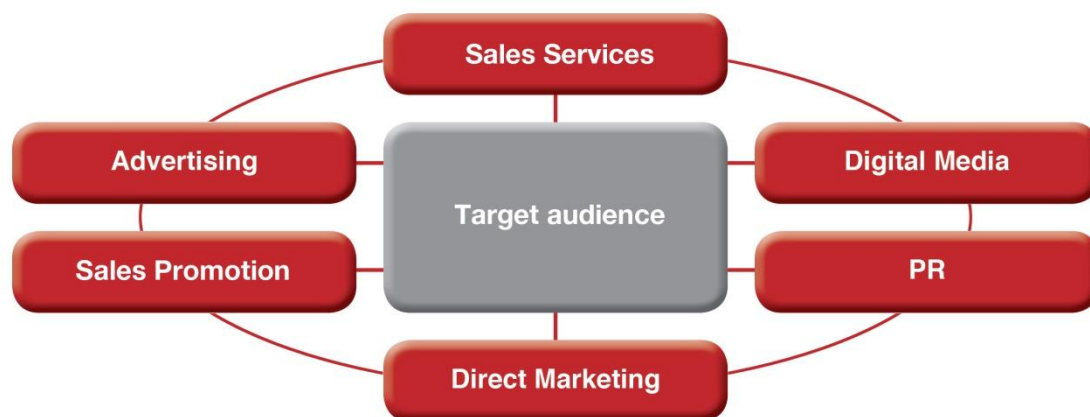 Sales Services
Advertising
Digital Media
Target audience
Sales Promotion
PR
Direct Marketing